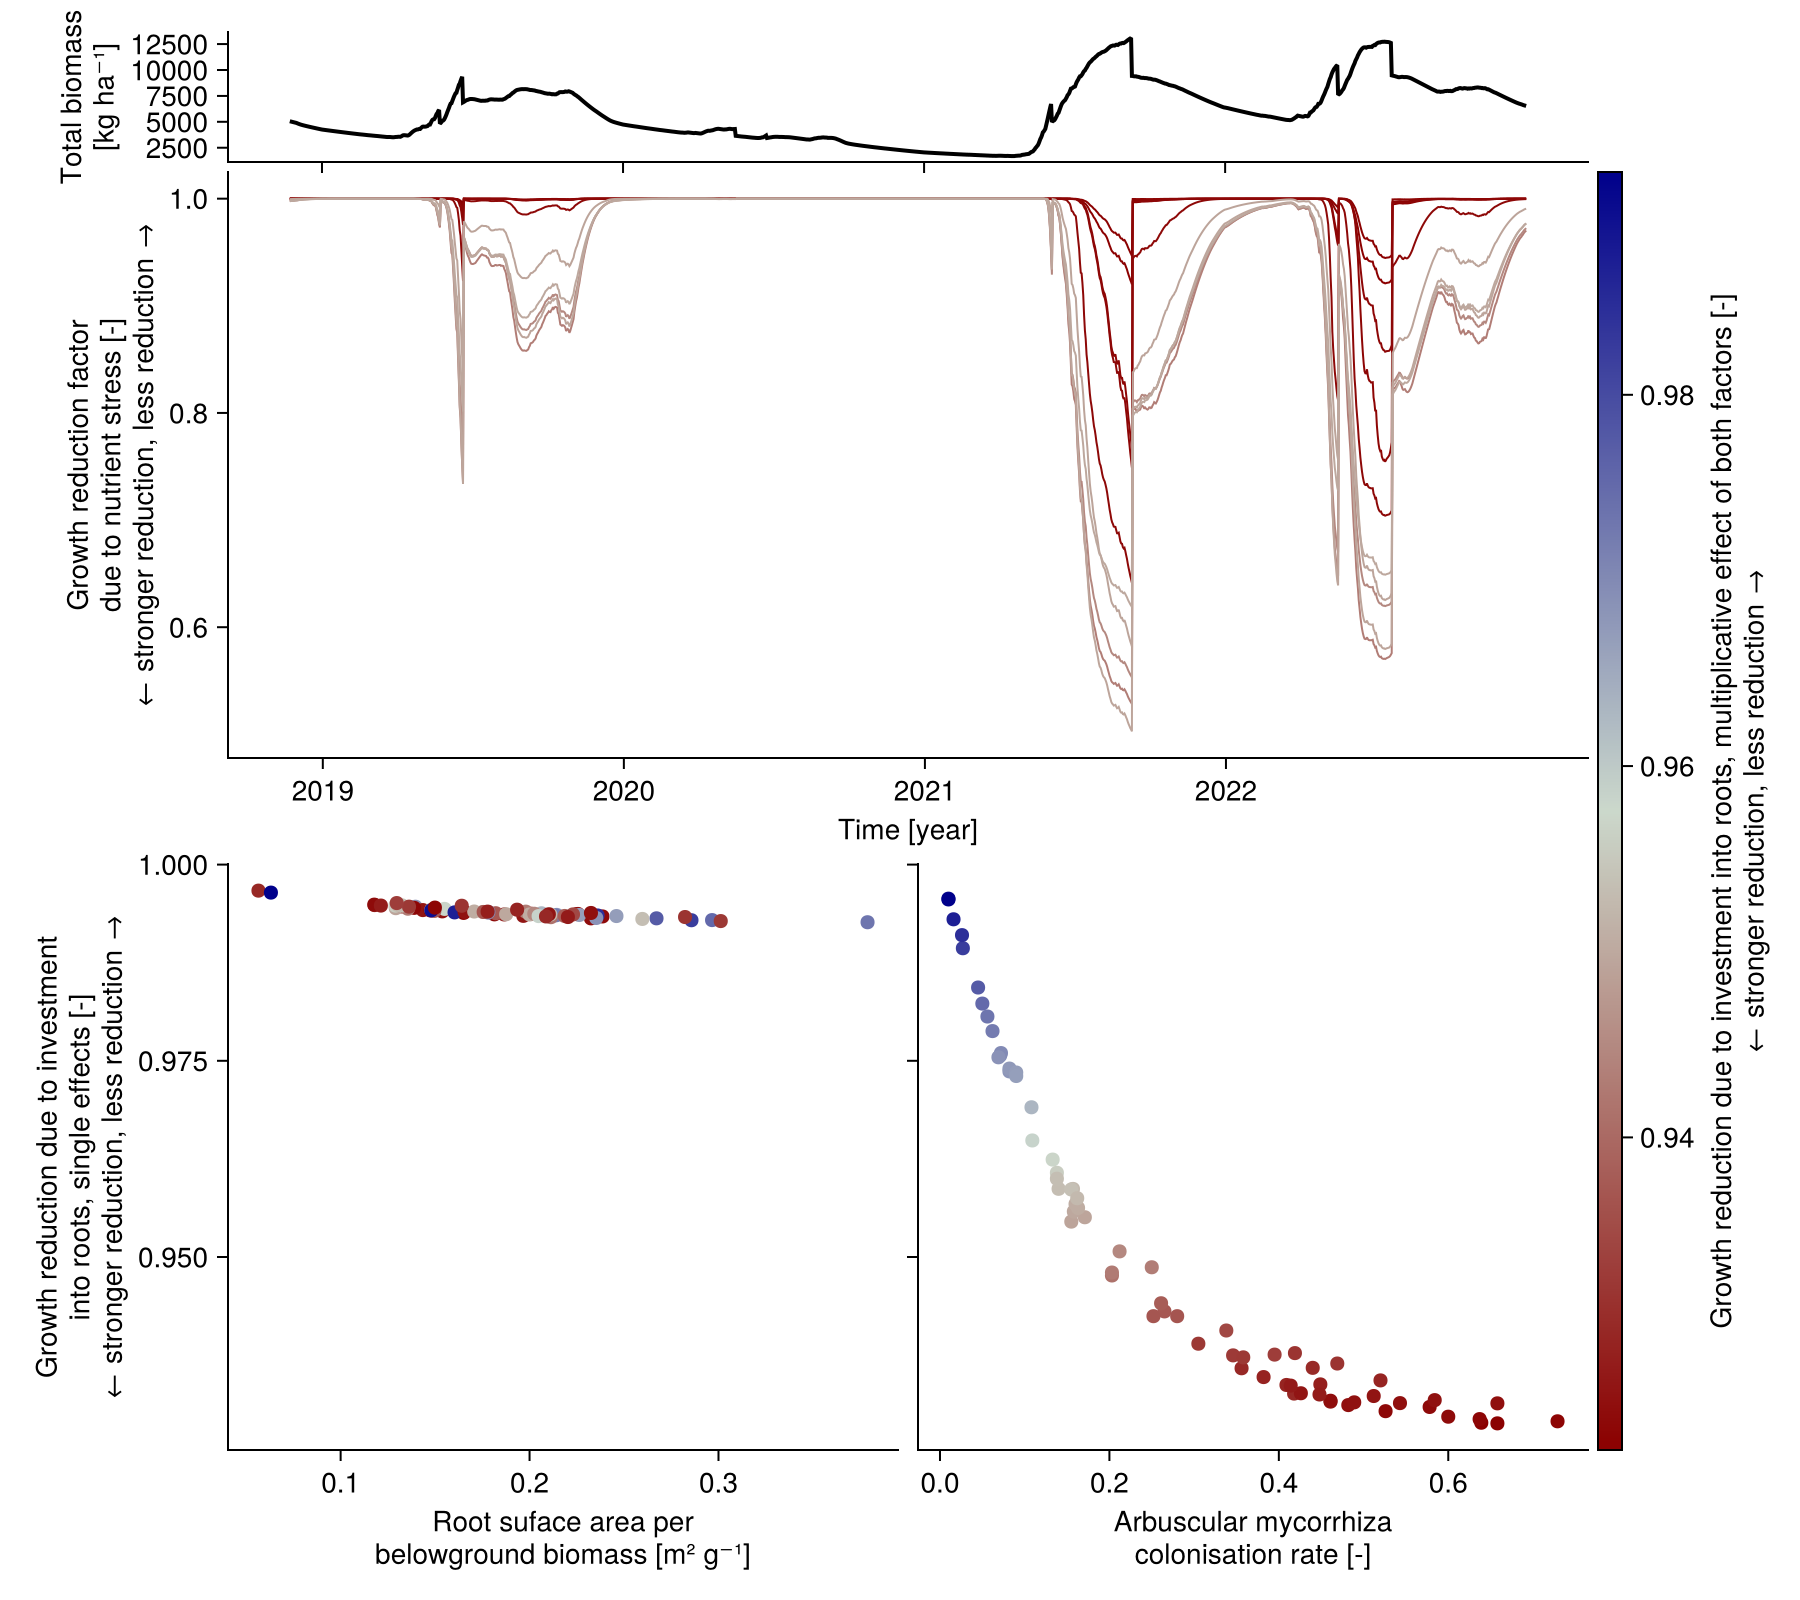 Total biomass
[kg ha⁻¹]
12500
10000
7500
5000
2500
Growth reduction factor
due to nutrient stress [-]
← stronger reduction, less reduction →
1.0
0.8
0.6
2019
2020
2021
2022
Time [year]
Growth reduction due to investment
into roots, single effects [-]
← stronger reduction, less reduction →
1.000
0.975
0.950
0.1
0.2
0.3
Root suface area per
belowground biomass [m² g⁻¹]
0.0
0.2
0.4
0.6
Arbuscular mycorrhiza
colonisation rate [-]
0.98
0.96
0.94
Growth reduction due to investment into roots, multiplicative effect of both factors [-]
← stronger reduction, less reduction →